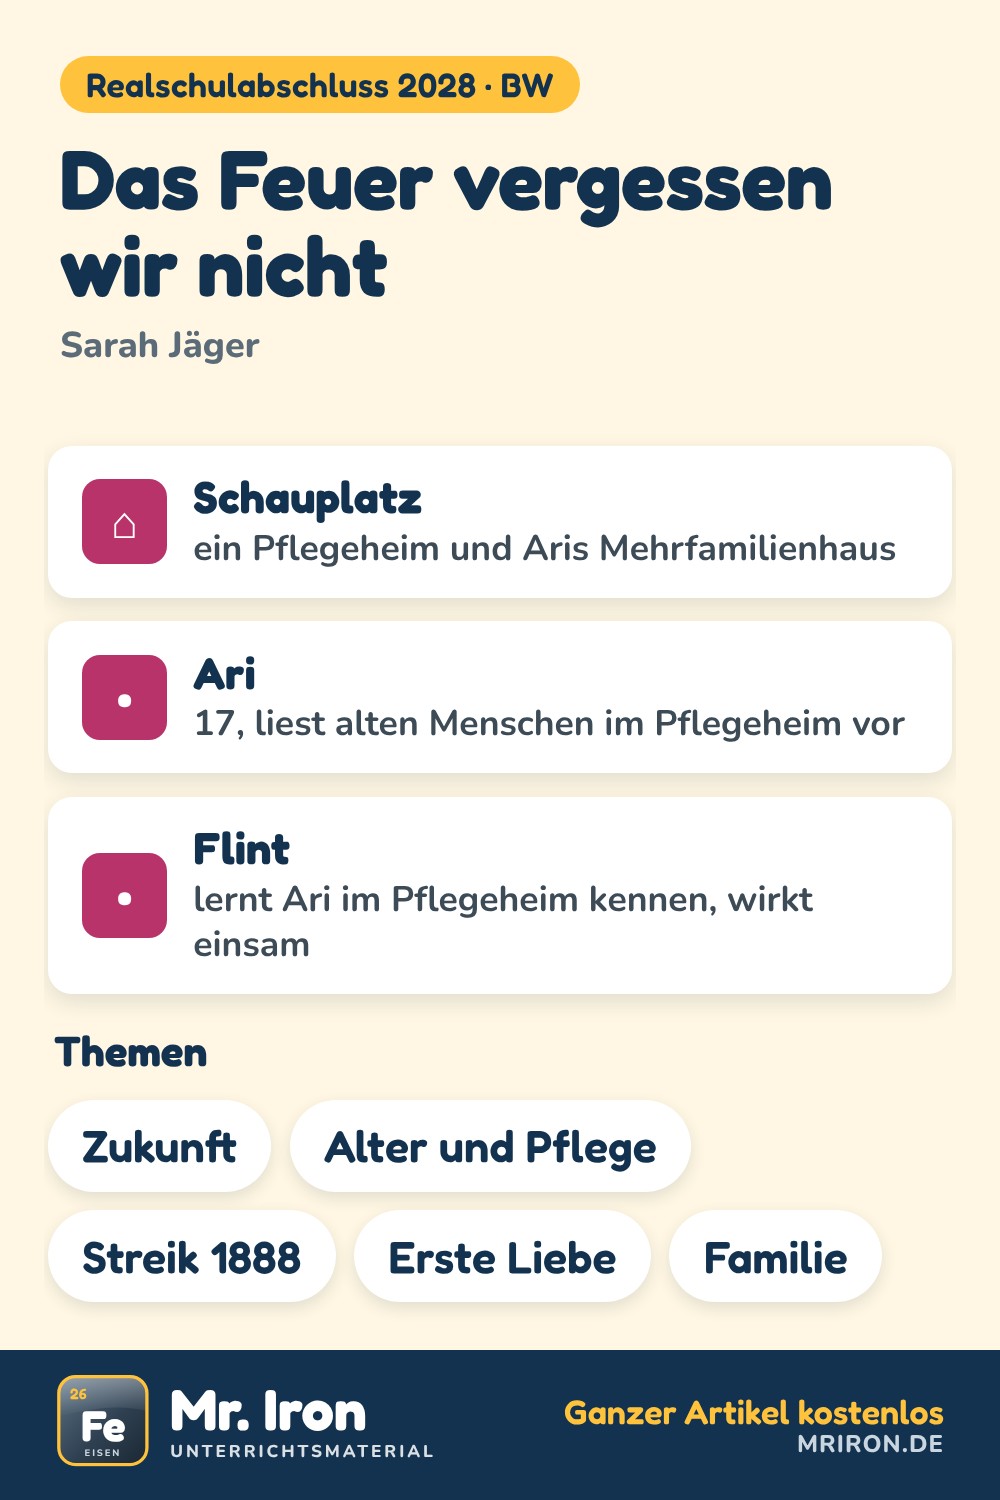 Realschulabschluss 2028 · BW
Das Feuer vergessen
wir nicht
Sarah Jäger
Schauplatz
ein Pflegeheim und Aris Mehrfamilienhaus
Ari
17, liest alten Menschen im Pflegeheim vor
Flint
lernt Ari im Pflegeheim kennen, wirkt
einsam
Themen
Zukunft
Alter und Pflege
Streik 1888
Erste Liebe
Familie
26
Fe
EISEN
Mr. Iron
UNTERRICHTSMATERIAL
Ganzer Artikel kostenlos
MRIRON.DE